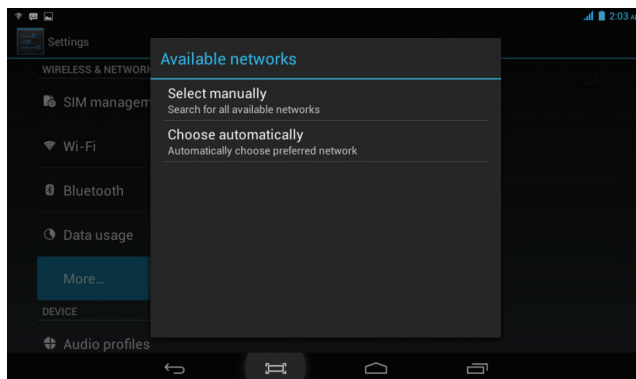 2:03 A
Settings
WIRELESS & NETWORK
SIM managem
Wi-Fi
Bluetooth
Data usage
More...
DEVICE
Audio profiles
Available networks
Select manually
Search for all available networks
Choose automatically
Automatically choose preferred network